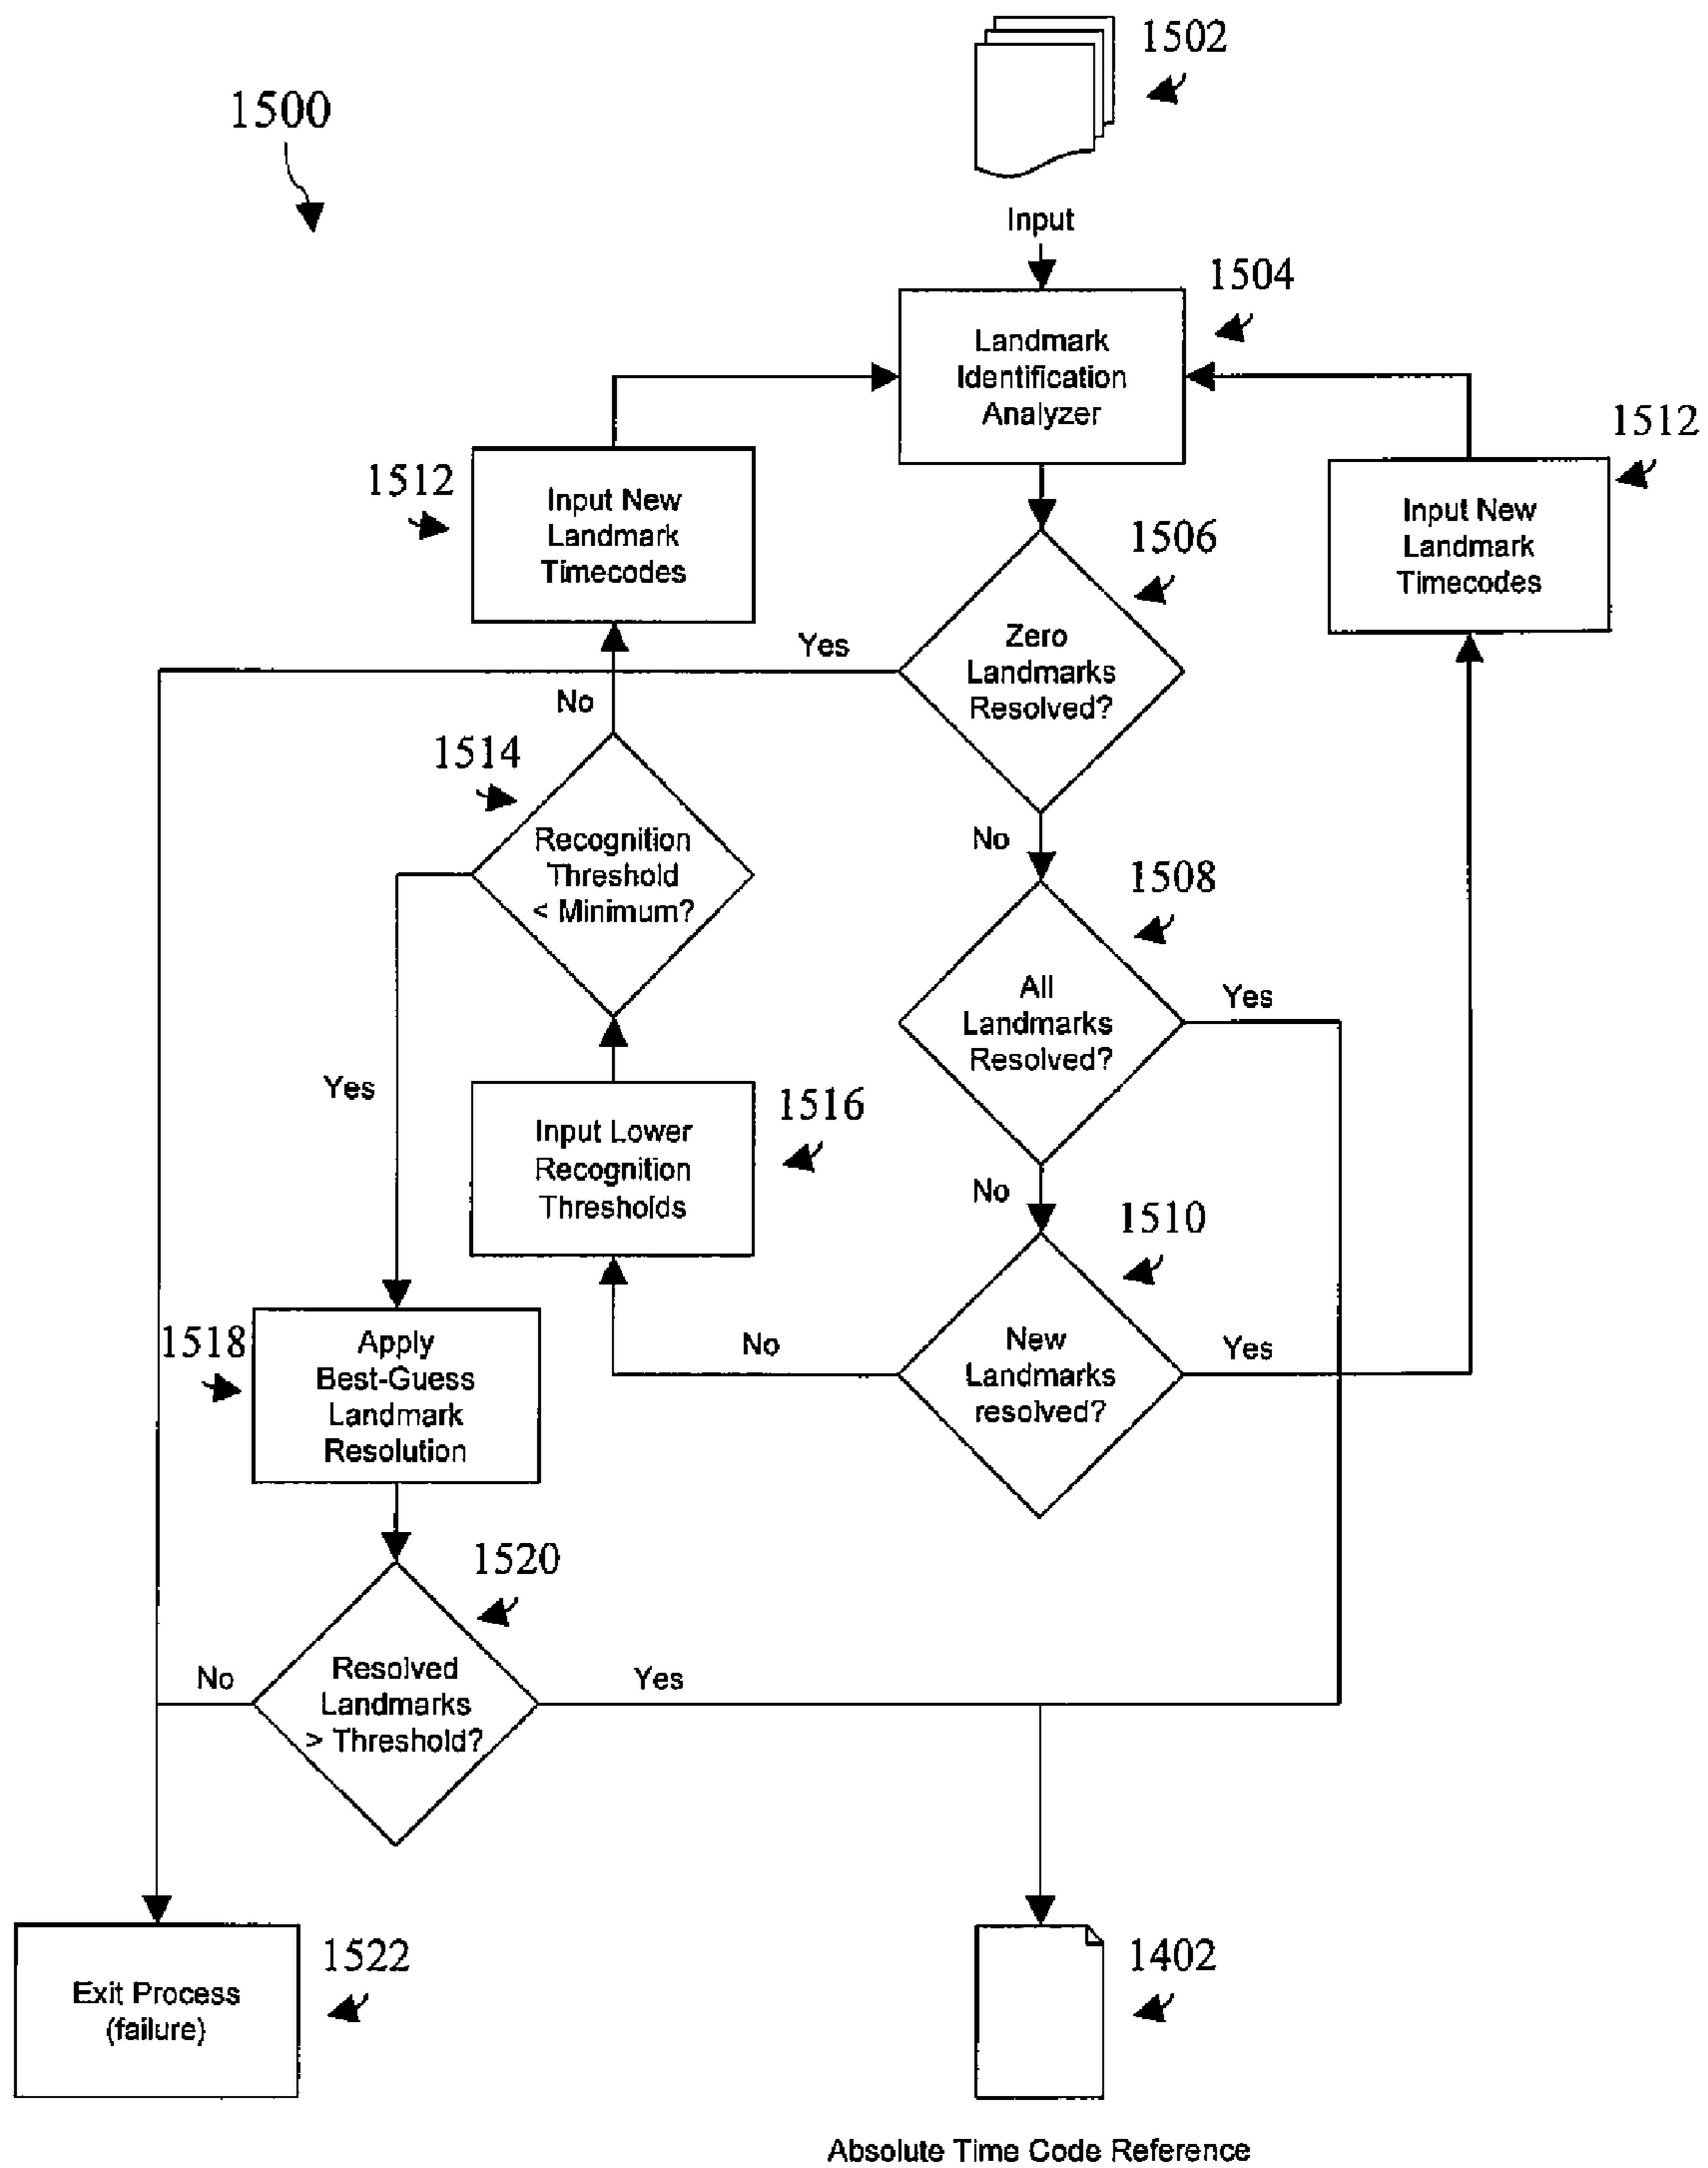 1502
1500
Input
1504
Landmark
Identification
Analyzer
1512
Input New
Landmark
Timecodes
1512
Input New
Landmark
Timecodes
1506
Zero
Landmarks
Resolved?
Yes
No
No
1514
Recognition
Threshold
< Minimum?
1508
All
Landmarks
Resolved?
Yes
Yes
No
1516
Input Lower
Recognition
Thresholds
1510
New
Landmarks
resolved?
No
Yes
1518
Apply
Best-Guess
Landmark
Resolution
1520
Resolved
Landmarks
> Threshold?
No
Yes
1522
Exit Process
(failure)
1402
Absolute Time Code Reference